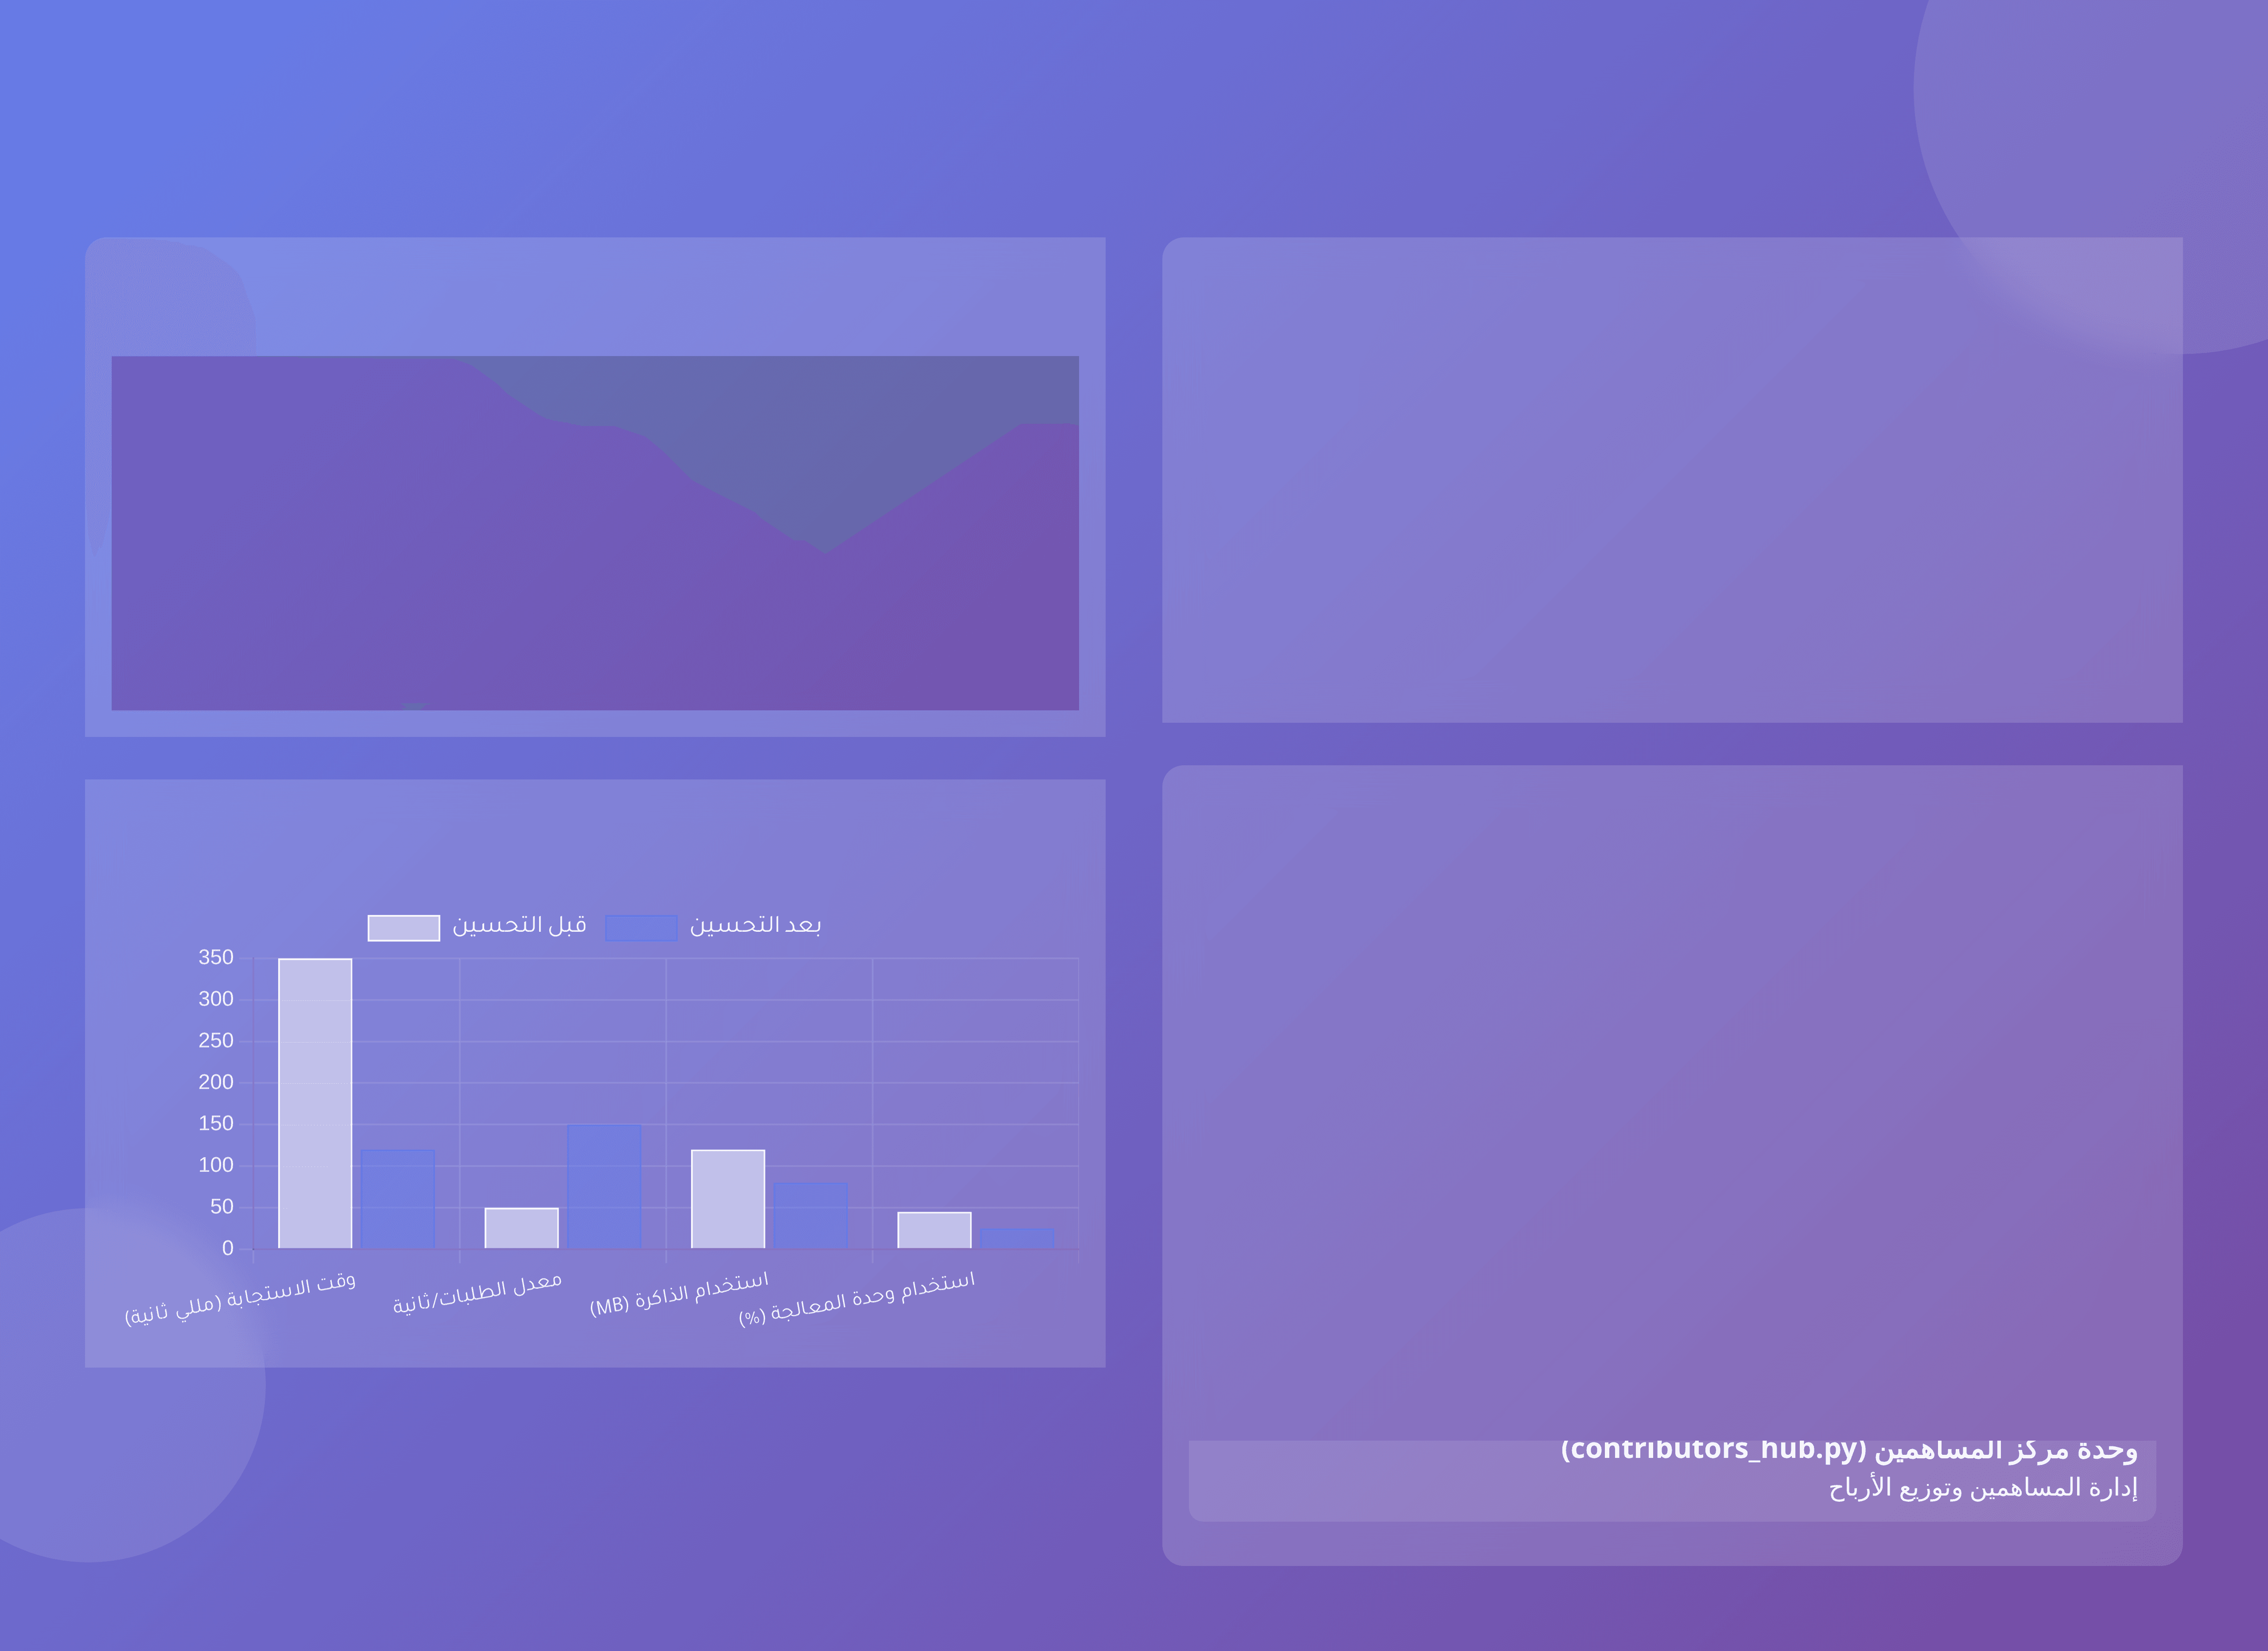 قبل التحسين
بعد التحسين
350
300
250
200
150
100
50
0
وقت الاستجابة (مللي ثانية)
معدل الطلبات/ثانية
استخدام الذاكرة (MB)
استخدام وحدة المعالجة (%)
وحدة مركز المساهمين (contributors_hub.py)
إدارة المساهمين وتوزيع الأرباح